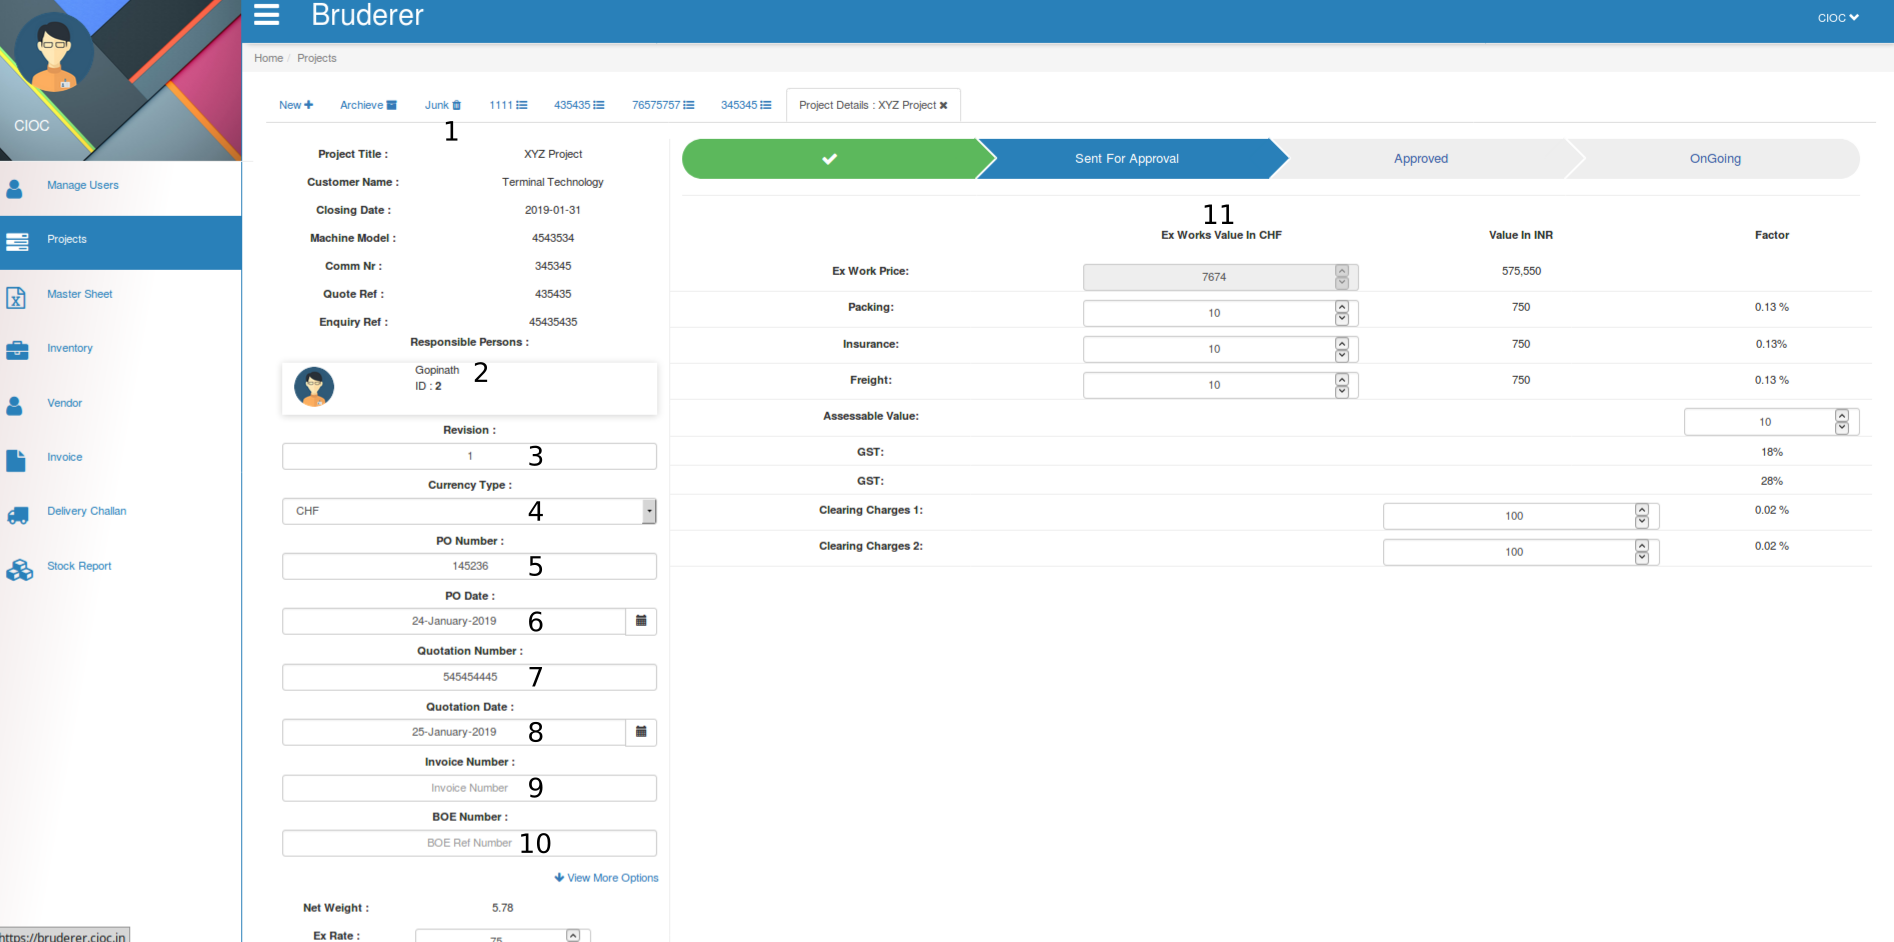 Bruderer
CIOC
Home / Projects
CIOC
Manage Users
Projects
Master Sheet
Inventory
Vendor
Invoice
Delivery Challan
Stock Report
New
Archieve
Junk
1111
435435
76575757
345345
Project Details : XYZ Project
1
Project Title : XYZ Project
Customer Name : Terminal Technology
Closing Date : 2019-01-31
Machine Model : 4543534
Comm Nr : 345345
Quote Ref : 435435
Enquiry Ref : 45435435
Responsible Persons :
Gopinath 2
ID : 2
Revision :
1 3
Currency Type :
CHF 4
PO Number :
145236 5
PO Date :
24-January-2019 6
Quotation Number :
545454445 7
Quotation Date :
25-January-2019 8
Invoice Number :
Invoice Number 9
BOE Number :
BOE Ref Number 10
View More Options
Net Weight : 5.78
Ex Rate : 75
Sent For Approval
Approved
OnGoing
11
Ex Works Value In CHF Value In INR Factor
Ex Work Price: 7674 575,550
Packing: 10 750 0.13 %
Insurance: 10 750 0.13%
Freight: 10 750 0.13 %
Assessable Value: 10
GST: 18%
GST: 28%
Clearing Charges 1: 100 0.02 %
Clearing Charges 2: 100 0.02 %
https://bruderer.cioc.in